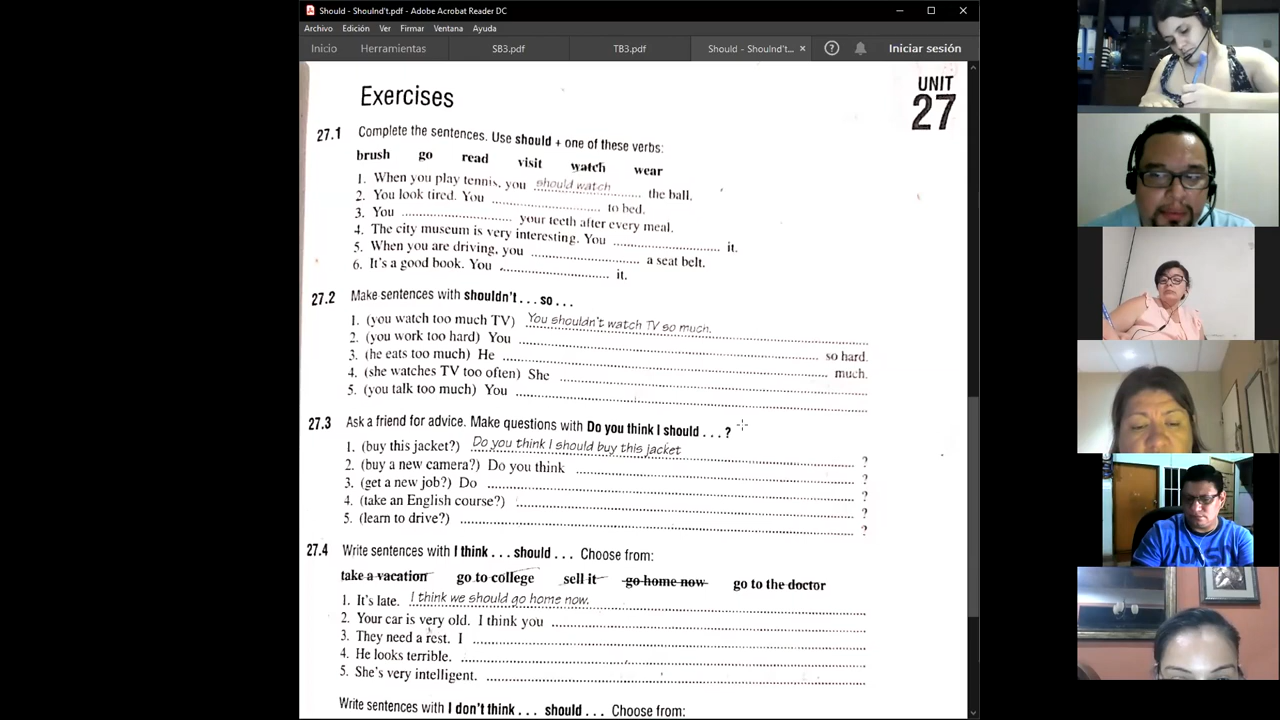 Should - Shoulnd't.pdf - Adobe Acrobat Reader DC
Archivo Edición Ver Firmar Ventana Ayuda
Inicio Herramientas SB3.pdf TB3.pdf Should - Shoulnd't... × ? Iniciar sesión
Exercises
UNIT
27
27.1 Complete the sentences. Use should + one of these verbs:
brush go read visit watch wear
1. When you play tennis, you should watch the ball.
2. You look tired. You .......... to bed.
3. You .......... your teeth after every meal.
4. The city museum is very interesting. You .......... it.
5. When you are driving, you .......... a seat belt.
6. It's a good book. You .......... it.
27.2 Make sentences with shouldn't . . . so . . .
1. (you watch too much TV) You shouldn't watch TV so much.
2. (you work too hard) You .......... so hard.
3. (he eats too much) He .......... much.
4. (she watches TV too often) She ..........
5. (you talk too much) You ..........
27.3 Ask a friend for advice. Make questions with Do you think I should . . . ?
1. (buy this jacket?) Do you think I should buy this jacket ?
2. (buy a new camera?) Do you think .......... ?
3. (get a new job?) Do .......... ?
4. (take an English course?) .......... ?
5. (learn to drive?) .......... ?
27.4 Write sentences with I think . . . should . . . Choose from:
take a vacation go to college sell it go home now go to the doctor
1. It's late. I think we should go home now.
2. Your car is very old. I think you ..........
3. They need a rest. I ..........
4. He looks terrible. ..........
5. She's very intelligent. ..........
Write sentences with I don't think . . . should . . . Choose from: